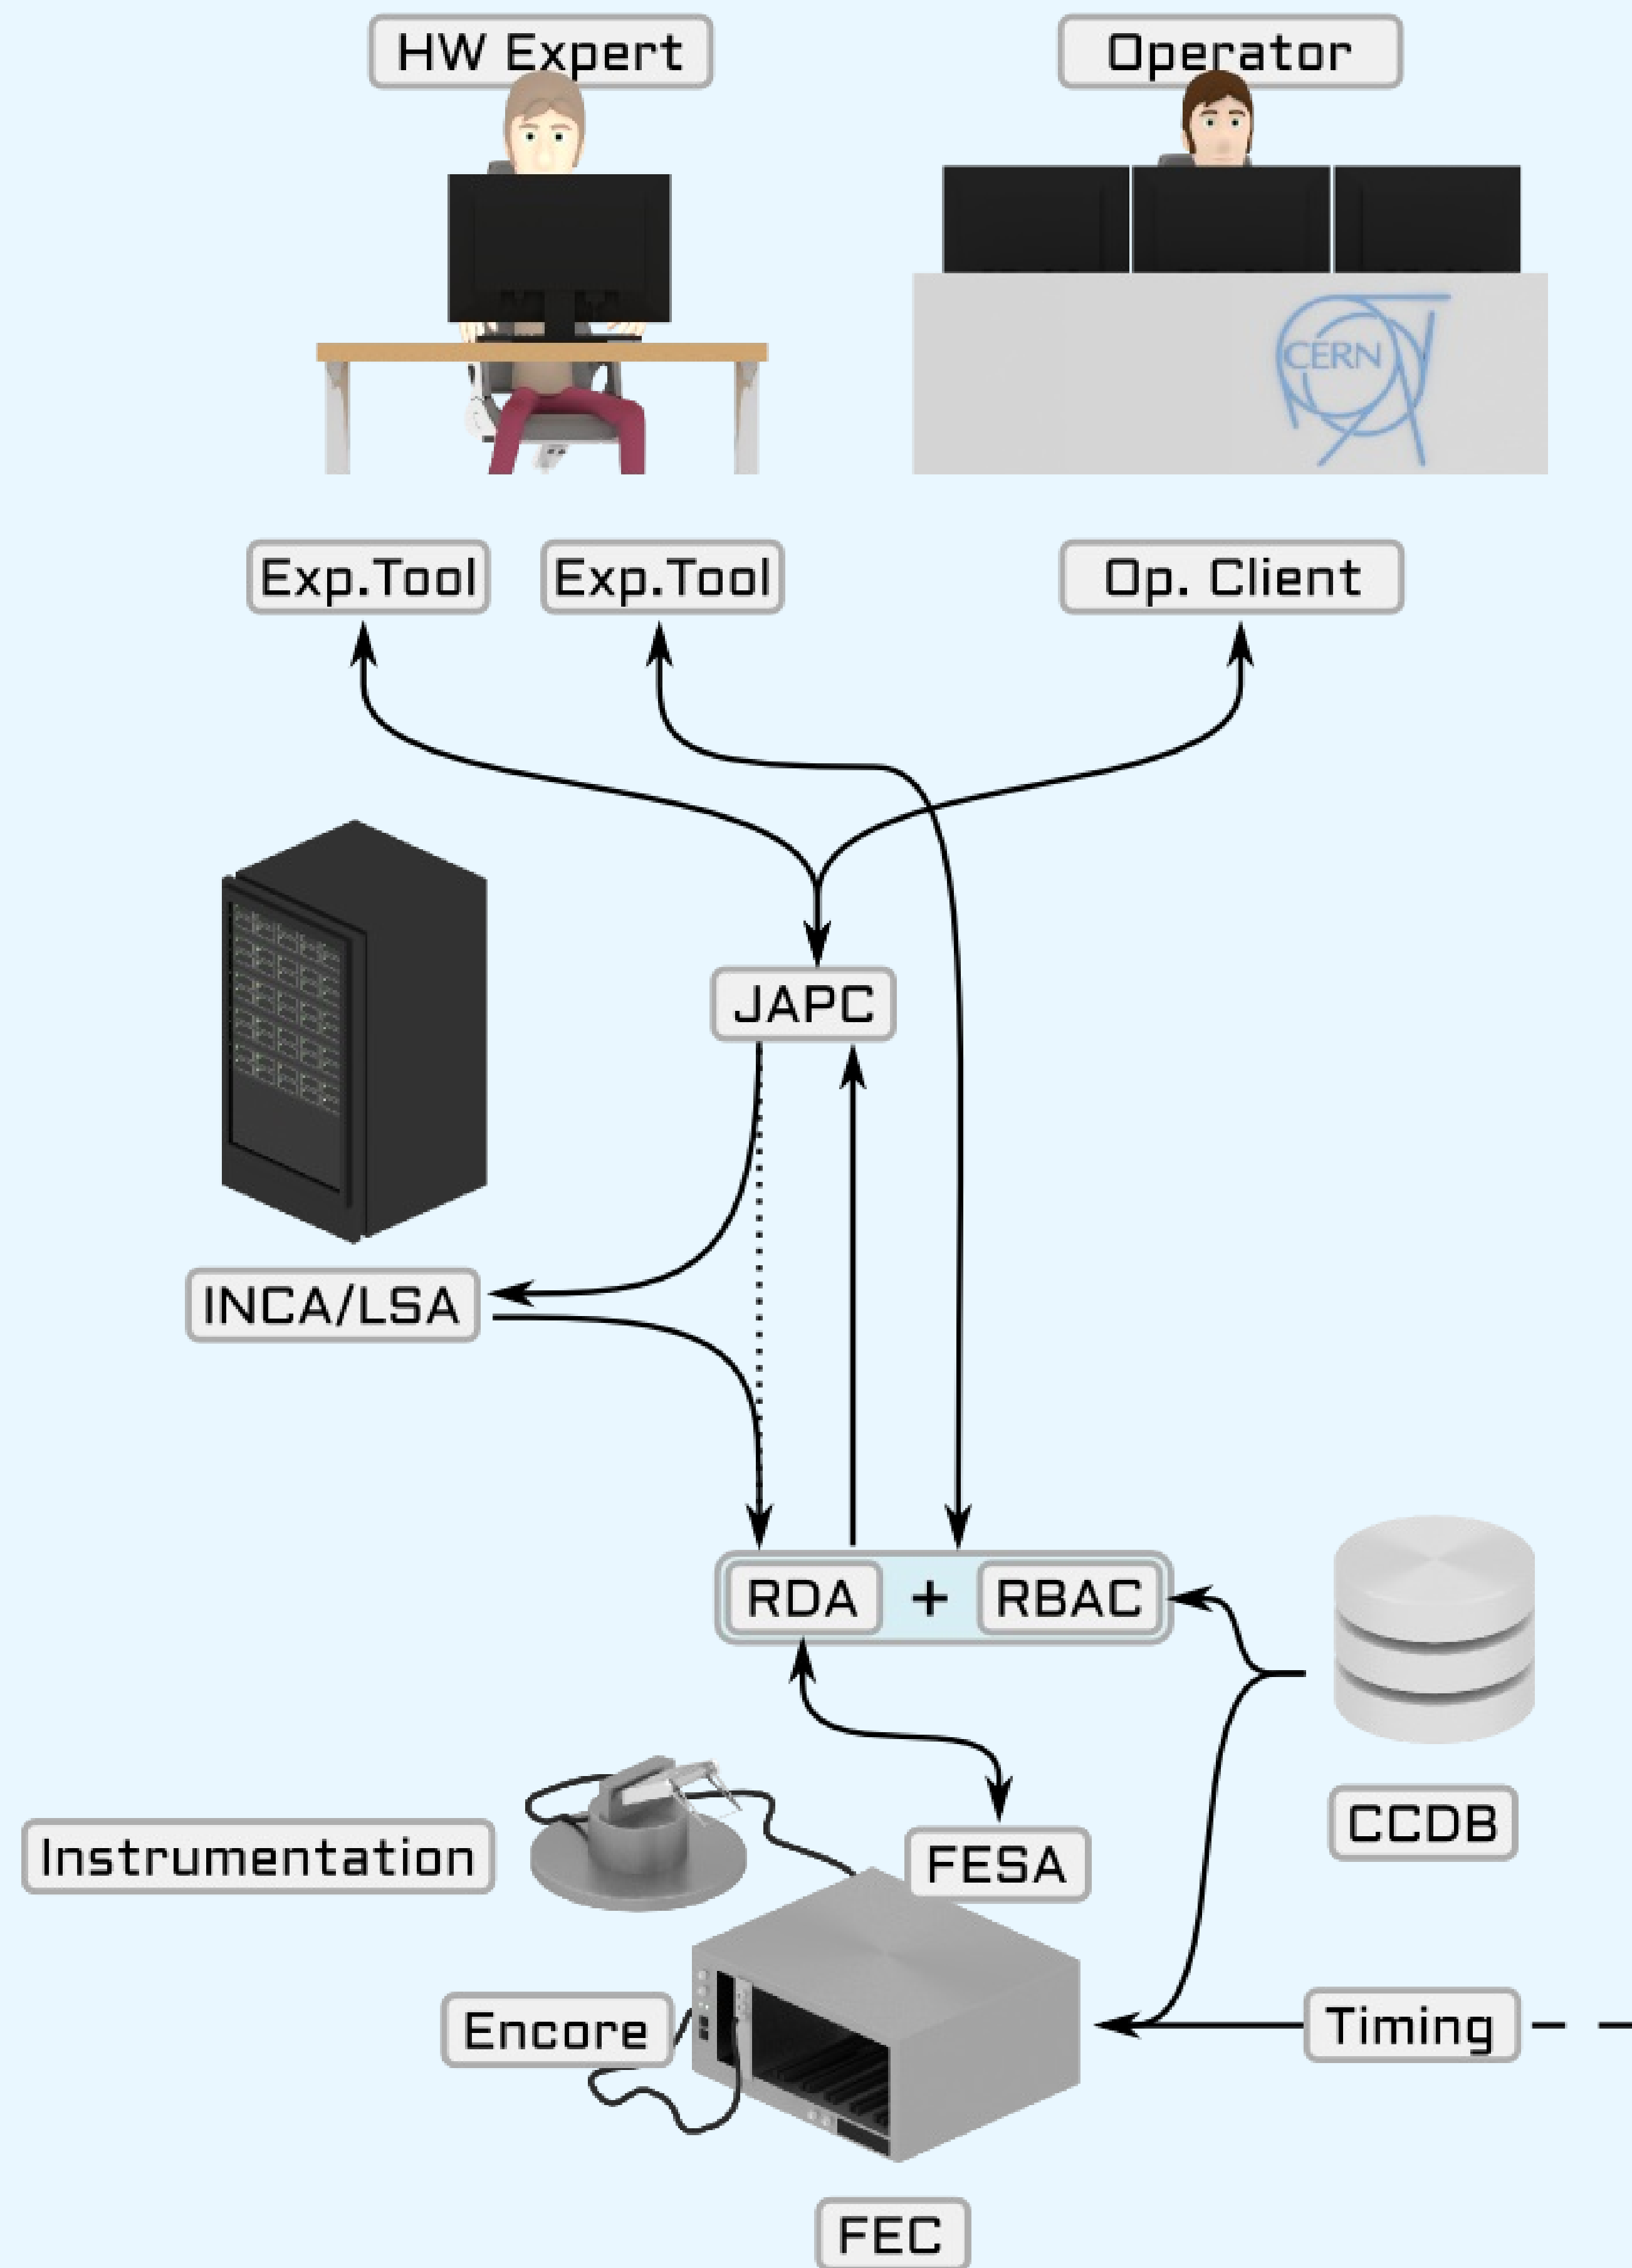 HW Expert
Operator
CERN
Exp.Tool
Exp.Tool
Op. Client
JAPC
INCA/LSA
RDA + RBAC
CCDB
Instrumentation
FESA
Encore
Timing
FEC